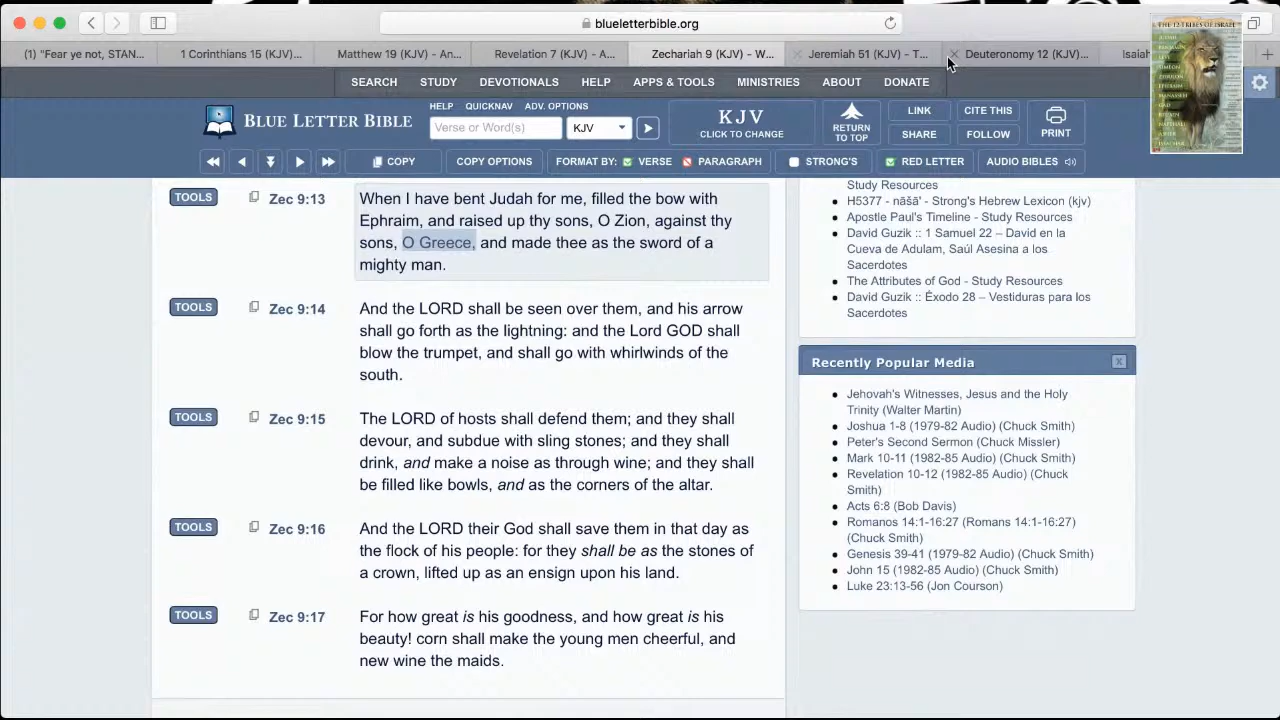 blueletterbible.org
(1) "Fear ye not, STAN...
1 Corinthians 15 (KJV)...
Matthew 19 (KJV) - An...
Revelation 7 (KJV) - A...
Zechariah 9 (KJV) - W...
Jeremiah 51 (KJV) - T...
Deuteronomy 12 (KJV)...
Isaiah
THE 12 TRIBES OF ISRAEL
SEARCH STUDY DEVOTIONALS HELP APPS & TOOLS MINISTRIES ABOUT DONATE
BLUE LETTER BIBLE
HELP QUICKNAV ADV. OPTIONS
Verse or Word(s)
KJV
KJV
CLICK TO CHANGE
RETURN
TO TOP
LINK
CITE THIS
SHARE
FOLLOW
PRINT
COPY COPY OPTIONS FORMAT BY: VERSE PARAGRAPH STRONG'S RED LETTER AUDIO BIBLES
TOOLS Zec 9:13 When I have bent Judah for me, filled the bow with
Ephraim, and raised up thy sons, O Zion, against thy
sons, O Greece, and made thee as the sword of a
mighty man.
TOOLS Zec 9:14 And the LORD shall be seen over them, and his arrow
shall go forth as the lightning: and the Lord GOD shall
blow the trumpet, and shall go with whirlwinds of the
south.
TOOLS Zec 9:15 The LORD of hosts shall defend them; and they shall
devour, and subdue with sling stones; and they shall
drink, and make a noise as through wine; and they shall
be filled like bowls, and as the corners of the altar.
TOOLS Zec 9:16 And the LORD their God shall save them in that day as
the flock of his people: for they shall be as the stones of
a crown, lifted up as an ensign upon his land.
TOOLS Zec 9:17 For how great is his goodness, and how great is his
beauty! corn shall make the young men cheerful, and
new wine the maids.
Study Resources
H5377 - nāšā' - Strong's Hebrew Lexicon (kjv)
Apostle Paul's Timeline - Study Resources
David Guzik :: 1 Samuel 22 – David en la
Cueva de Adulam, Saúl Asesina a los
Sacerdotes
The Attributes of God - Study Resources
David Guzik :: Éxodo 28 – Vestiduras para los
Sacerdotes
Recently Popular Media
Jehovah's Witnesses, Jesus and the Holy
Trinity (Walter Martin)
Joshua 1-8 (1979-82 Audio) (Chuck Smith)
Peter's Second Sermon (Chuck Missler)
Mark 10-11 (1982-85 Audio) (Chuck Smith)
Revelation 10-12 (1982-85 Audio) (Chuck
Smith)
Acts 6:8 (Bob Davis)
Romanos 14:1-16:27 (Romans 14:1-16:27)
(Chuck Smith)
Genesis 39-41 (1979-82 Audio) (Chuck Smith)
John 15 (1982-85 Audio) (Chuck Smith)
Luke 23:13-56 (Jon Courson)